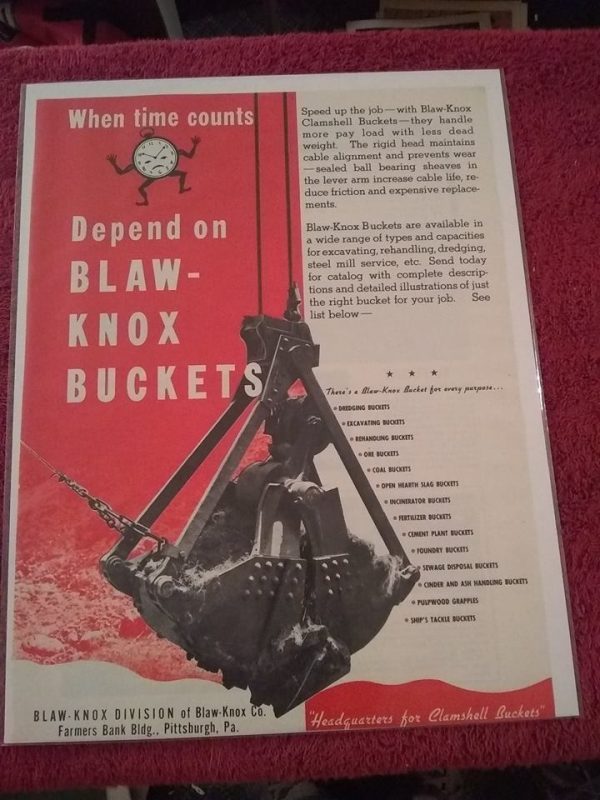 When time counts
Depend on
BLAW-
KNOX
BUCKETS
Speed up the job—with Blaw-Knox
Clamshell Buckets—they handle
more pay load with less dead
weight. The rigid head maintains
cable alignment and prevents wear
—sealed ball bearing sheaves in
the lever arm increase cable life, re-
duce friction and expensive replace-
ments.
Blaw-Knox Buckets are available in
a wide range of types and capacities
for excavating, rehandling, dredging,
steel mill service, etc. Send today
for catalog with complete descrip-
tions and detailed illustrations of just
the right bucket for your job. See
list below—
★ ★ ★
There's a Blaw-Knox Bucket for every purpose...
• DREDGING BUCKETS
• EXCAVATING BUCKETS
• REHANDLING BUCKETS
• ORE BUCKETS
• COAL BUCKETS
• OPEN HEARTH SLAG BUCKETS
• INCINERATOR BUCKETS
• FERTILIZER BUCKETS
• CEMENT PLANT BUCKETS
• FOUNDRY BUCKETS
• SEWAGE DISPOSAL BUCKETS
• CINDER AND ASH HANDLING BUCKETS
• PULPWOOD GRAPPLES
• SHIP'S TACKLE BUCKETS
BLAW-KNOX DIVISION of Blaw-Knox Co.
Farmers Bank Bldg., Pittsburgh, Pa.
"Headquarters for Clamshell Buckets"